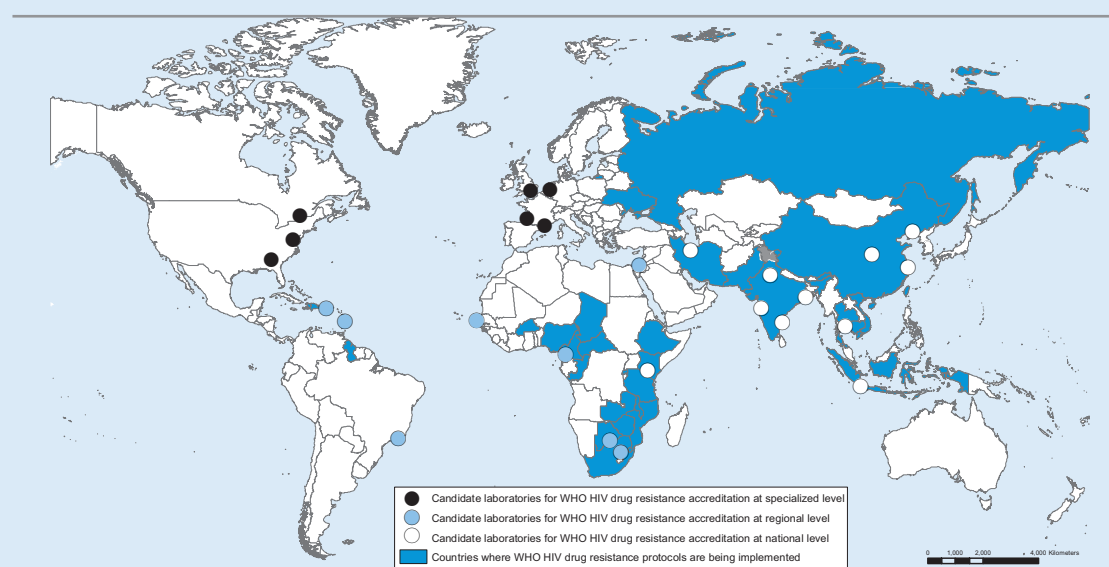 Candidate laboratories for WHO HIV drug resistance accreditation at specialized level
Candidate laboratories for WHO HIV drug resistance accreditation at regional level
Candidate laboratories for WHO HIV drug resistance accreditation at national level
Countries where WHO HIV drug resistance protocols are being implemented
0 1,000 2,000 4,000 Kilometers